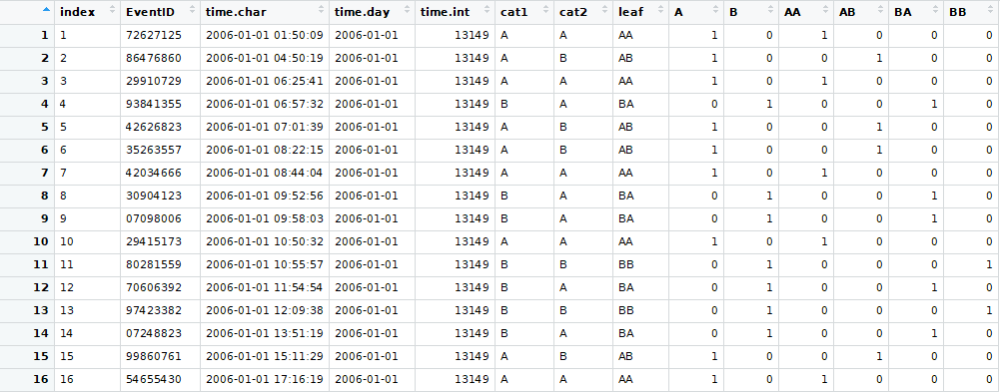 index EventID time.char time.day time.int cat1 cat2 leaf A B AA AB BA BB
1 1 72627125 2006-01-01 01:50:09 2006-01-01 13149 A A AA 1 0 1 0 0 0
2 2 86476860 2006-01-01 04:50:19 2006-01-01 13149 A B AB 1 0 0 1 0 0
3 3 29910729 2006-01-01 06:25:41 2006-01-01 13149 A A AA 1 0 1 0 0 0
4 4 93841355 2006-01-01 06:57:32 2006-01-01 13149 B A BA 0 1 0 0 1 0
5 5 42626823 2006-01-01 07:01:39 2006-01-01 13149 A B AB 1 0 0 1 0 0
6 6 35263557 2006-01-01 08:22:15 2006-01-01 13149 A B AB 1 0 0 1 0 0
7 7 42034666 2006-01-01 08:44:04 2006-01-01 13149 A A AA 1 0 1 0 0 0
8 8 30904123 2006-01-01 09:52:56 2006-01-01 13149 B A BA 0 1 0 0 1 0
9 9 07098006 2006-01-01 09:58:03 2006-01-01 13149 B A BA 0 1 0 0 1 0
10 10 29415173 2006-01-01 10:50:32 2006-01-01 13149 A A AA 1 0 1 0 0 0
11 11 80281559 2006-01-01 10:55:57 2006-01-01 13149 B B BB 0 1 0 0 0 1
12 12 70606392 2006-01-01 11:54:54 2006-01-01 13149 B A BA 0 1 0 0 1 0
13 13 97423382 2006-01-01 12:09:38 2006-01-01 13149 B B BB 0 1 0 0 0 1
14 14 07248823 2006-01-01 13:51:19 2006-01-01 13149 B A BA 0 1 0 0 1 0
15 15 99860761 2006-01-01 15:11:29 2006-01-01 13149 A B AB 1 0 0 1 0 0
16 16 54655430 2006-01-01 17:16:19 2006-01-01 13149 A A AA 1 0 1 0 0 0